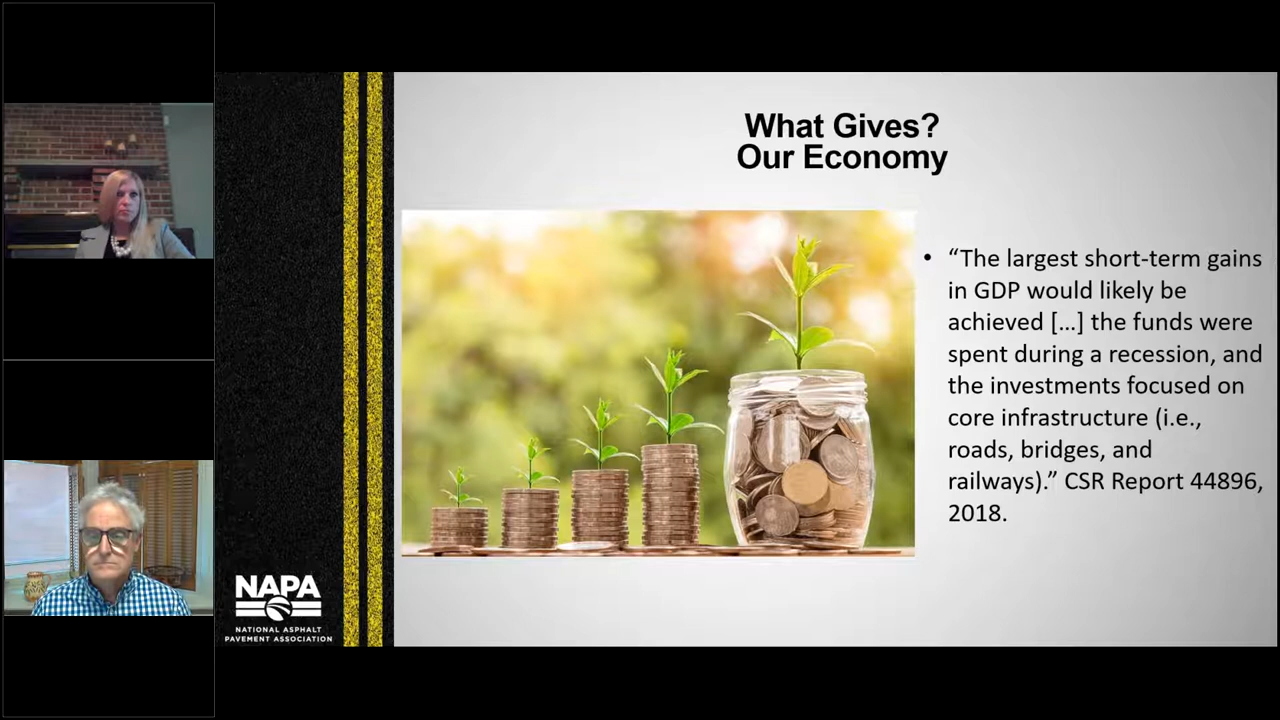 What Gives?
Our Economy
• “The largest short-term gains
in GDP would likely be
achieved […] the funds were
spent during a recession, and
the investments focused on
core infrastructure (i.e.,
roads, bridges, and
railways).” CSR Report 44896,
2018.
NAPA
NATIONAL ASPHALT
PAVEMENT ASSOCIATION